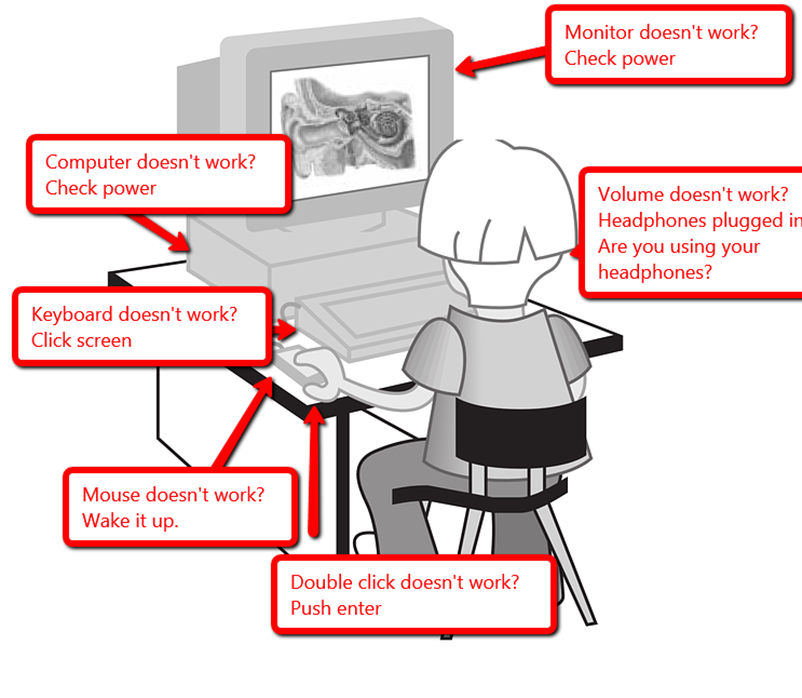 Monitor doesn't work?
Check power
Computer doesn't work?
Check power
Volume doesn't work?
Headphones plugged in
Are you using your
headphones?
Keyboard doesn't work?
Click screen
Mouse doesn't work?
Wake it up.
Double click doesn't work?
Push enter